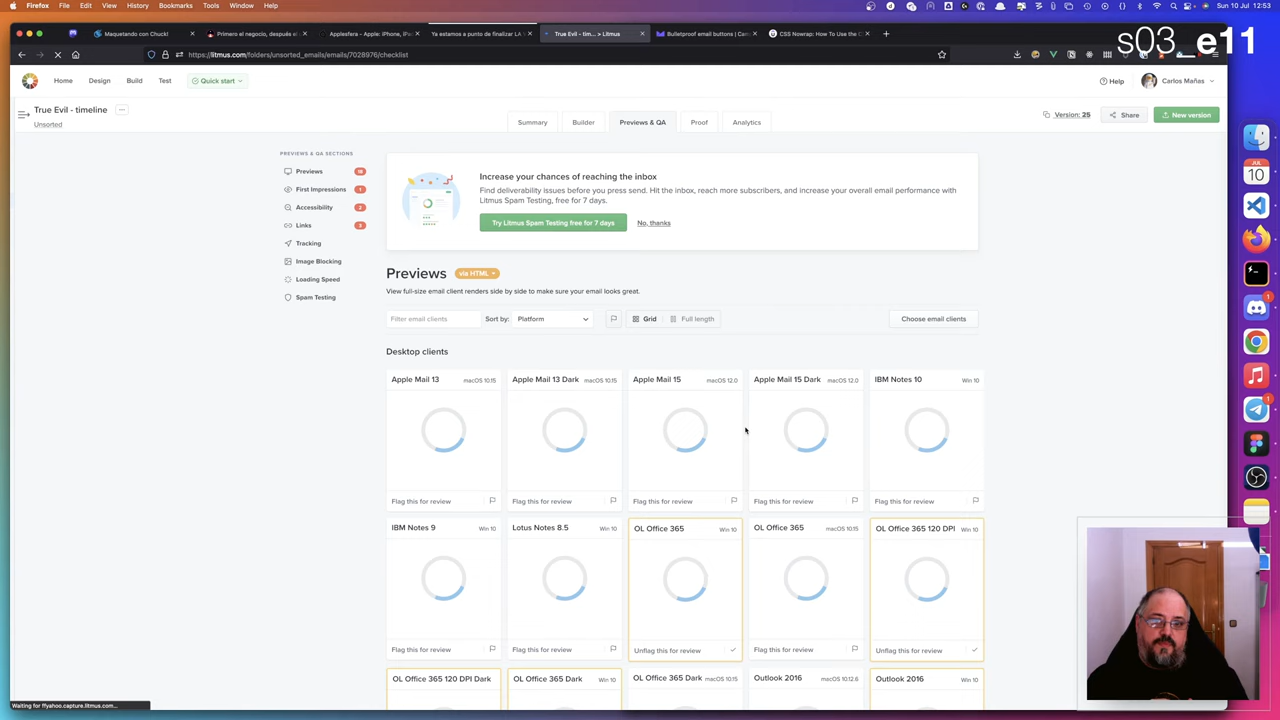 Firefox File Edit View History Bookmarks Tools Window Help
Sun 10 Jul 12:53
Maquetando con Chuck!
Primero el negocio, después el
Applesfera - Apple: iPhone, iPa
Ya estamos a punto de finalizar LA
True Evil - tim... > | Litmus
Bulletproof email buttons | Cam
CSS Nowrap: How To Use the C
s03_e11
https://litmus.com/folders/unsorted_emails/emails/7028976/checklist
Home Design Build Test Quick start
Help Carlos Mañas
True Evil - timeline
Unsorted
Summary Builder Previews & QA Proof Analytics
Version: 25 Share New version
PREVIEWS & QA SECTIONS
Previews
First Impressions 1
Accessibility 2
Links 3
Tracking
Image Blocking
Loading Speed
Spam Testing
Increase your chances of reaching the inbox
Find deliverability issues before you press send. Hit the inbox, reach more subscribers, and increase your overall email performance with
Litmus Spam Testing, free for 7 days.
Try Litmus Spam Testing free for 7 days No, thanks
Previews via HTML
View full-size email client renders side by side to make sure your email looks great.
Filter email clients Sort by: Platform Grid Full length Choose email clients
Desktop clients
Apple Mail 13 macOS 10.15 Apple Mail 13 Dark macOS 10.15 Apple Mail 15 macOS 12.0 Apple Mail 15 Dark macOS 12.0 IBM Notes 10 Win 10
Flag this for review Flag this for review Flag this for review Flag this for review Flag this for review
IBM Notes 9 Win 10 Lotus Notes 8.5 Win 10 OL Office 365 Win 10 OL Office 365 macOS 10.15 OL Office 365 120 DPI Win 10
Flag this for review Flag this for review Unflag this for review Flag this for review Unflag this for review
OL Office 365 120 DPI Dark OL Office 365 Dark Win 10 OL Office 365 Dark macOS 10.15 Outlook 2016 macOS 10.12.6 Outlook 2016 Win 10
Waiting for ffyahoo.capture.litmus.com...
JUL
10
1
1